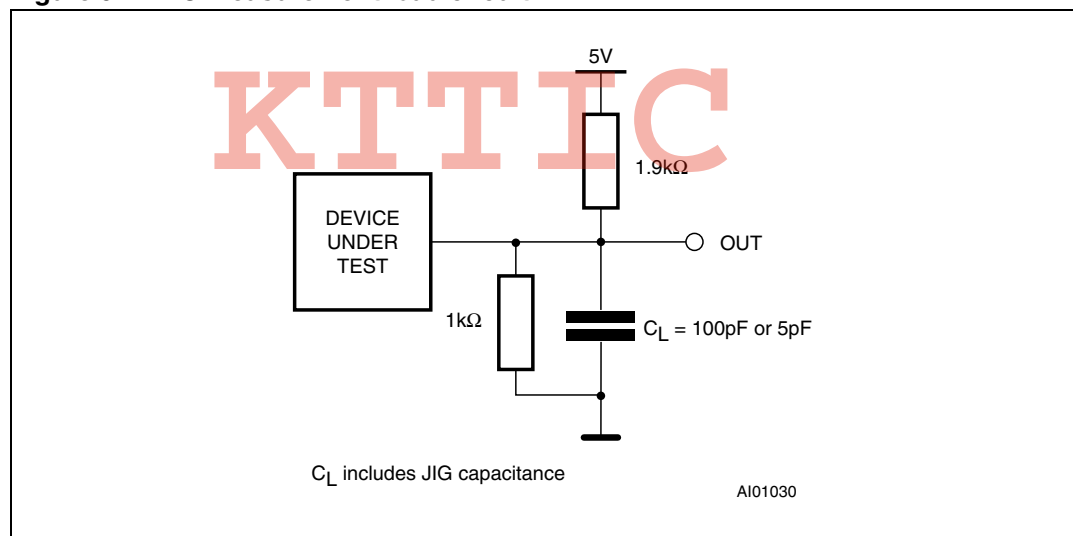 5V
KTTIC
1.9kΩ
DEVICE
UNDER
TEST
OUT
1kΩ
CL = 100pF or 5pF
CL includes JIG capacitance
AI01030